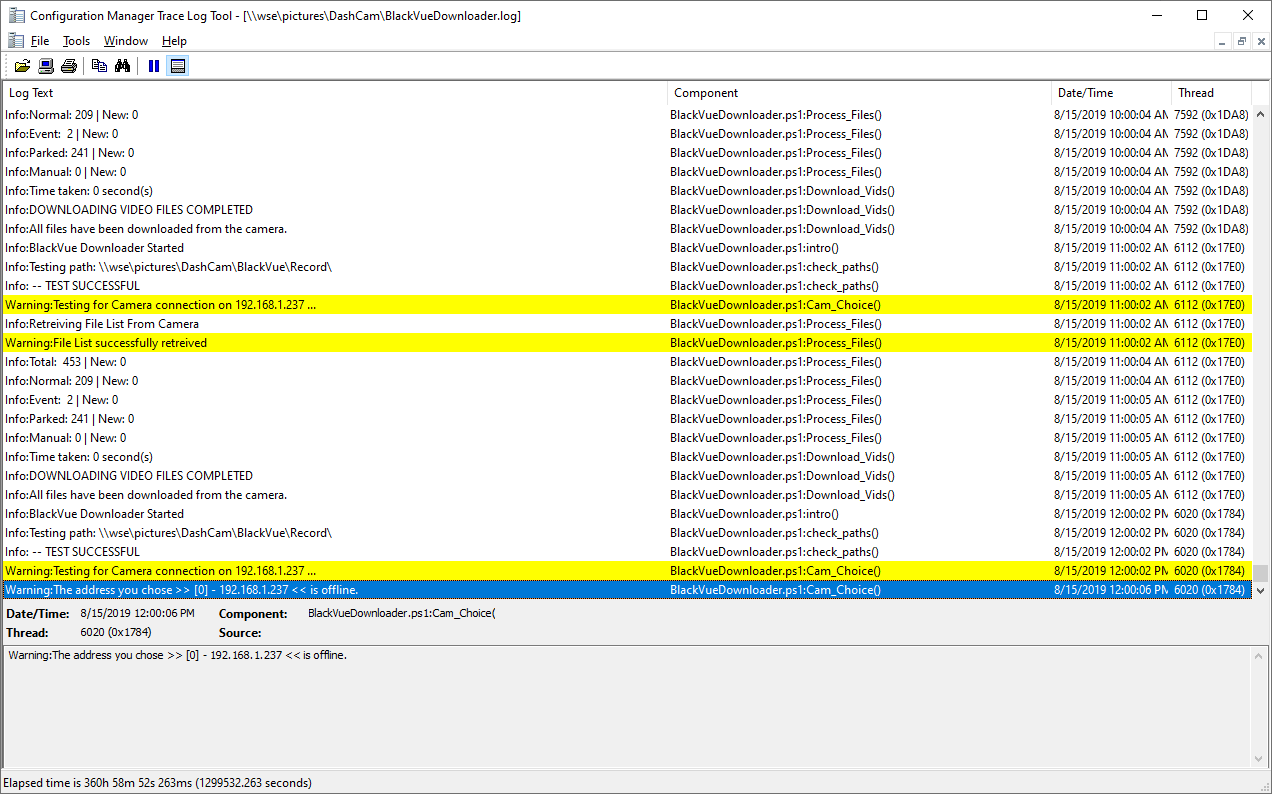 Configuration Manager Trace Log Tool - [\\wse\pictures\DashCam\BlackVueDownloader.log]
File Tools Window Help
Log Text Component Date/Time Thread
Info:Normal: 209 | New: 0 BlackVueDownloader.ps1:Process_Files() 8/15/2019 10:00:04 AM 7592 (0x1DA8)
Info:Event:  2 | New: 0 BlackVueDownloader.ps1:Process_Files() 8/15/2019 10:00:04 AM 7592 (0x1DA8)
Info:Parked: 241 | New: 0 BlackVueDownloader.ps1:Process_Files() 8/15/2019 10:00:04 AM 7592 (0x1DA8)
Info:Manual: 0 | New: 0 BlackVueDownloader.ps1:Process_Files() 8/15/2019 10:00:04 AM 7592 (0x1DA8)
Info:Time taken: 0 second(s) BlackVueDownloader.ps1:Download_Vids() 8/15/2019 10:00:04 AM 7592 (0x1DA8)
Info:DOWNLOADING VIDEO FILES COMPLETED BlackVueDownloader.ps1:Download_Vids() 8/15/2019 10:00:04 AM 7592 (0x1DA8)
Info:All files have been downloaded from the camera. BlackVueDownloader.ps1:Download_Vids() 8/15/2019 10:00:04 AM 7592 (0x1DA8)
Info:BlackVue Downloader Started BlackVueDownloader.ps1:intro() 8/15/2019 11:00:02 AM 6112 (0x17E0)
Info:Testing path: \\wse\pictures\DashCam\BlackVue\Record\ BlackVueDownloader.ps1:check_paths() 8/15/2019 11:00:02 AM 6112 (0x17E0)
Info: -- TEST SUCCESSFUL BlackVueDownloader.ps1:check_paths() 8/15/2019 11:00:02 AM 6112 (0x17E0)
Warning:Testing for Camera connection on 192.168.1.237 ... BlackVueDownloader.ps1:Cam_Choice() 8/15/2019 11:00:02 AM 6112 (0x17E0)
Info:Retreiving File List From Camera BlackVueDownloader.ps1:Process_Files() 8/15/2019 11:00:02 AM 6112 (0x17E0)
Warning:File List successfully retreived BlackVueDownloader.ps1:Process_Files() 8/15/2019 11:00:02 AM 6112 (0x17E0)
Info:Total:  453 | New: 0 BlackVueDownloader.ps1:Process_Files() 8/15/2019 11:00:04 AM 6112 (0x17E0)
Info:Normal: 209 | New: 0 BlackVueDownloader.ps1:Process_Files() 8/15/2019 11:00:04 AM 6112 (0x17E0)
Info:Event:  2 | New: 0 BlackVueDownloader.ps1:Process_Files() 8/15/2019 11:00:05 AM 6112 (0x17E0)
Info:Parked: 241 | New: 0 BlackVueDownloader.ps1:Process_Files() 8/15/2019 11:00:05 AM 6112 (0x17E0)
Info:Manual: 0 | New: 0 BlackVueDownloader.ps1:Process_Files() 8/15/2019 11:00:05 AM 6112 (0x17E0)
Info:Time taken: 0 second(s) BlackVueDownloader.ps1:Download_Vids() 8/15/2019 11:00:05 AM 6112 (0x17E0)
Info:DOWNLOADING VIDEO FILES COMPLETED BlackVueDownloader.ps1:Download_Vids() 8/15/2019 11:00:05 AM 6112 (0x17E0)
Info:All files have been downloaded from the camera. BlackVueDownloader.ps1:Download_Vids() 8/15/2019 11:00:05 AM 6112 (0x17E0)
Info:BlackVue Downloader Started BlackVueDownloader.ps1:intro() 8/15/2019 12:00:02 PM 6020 (0x1784)
Info:Testing path: \\wse\pictures\DashCam\BlackVue\Record\ BlackVueDownloader.ps1:check_paths() 8/15/2019 12:00:02 PM 6020 (0x1784)
Info: -- TEST SUCCESSFUL BlackVueDownloader.ps1:check_paths() 8/15/2019 12:00:02 PM 6020 (0x1784)
Warning:Testing for Camera connection on 192.168.1.237 ... BlackVueDownloader.ps1:Cam_Choice() 8/15/2019 12:00:02 PM 6020 (0x1784)
Warning:The address you chose >> [0] - 192.168.1.237 << is offline. BlackVueDownloader.ps1:Cam_Choice() 8/15/2019 12:00:06 PM 6020 (0x1784)
Date/Time: 8/15/2019 12:00:06 PM Component: BlackVueDownloader.ps1:Cam_Choice(
Thread: 6020 (0x1784) Source:
Warning:The address you chose >> [0] - 192.168.1.237 << is offline.
Elapsed time is 360h 58m 52s 263ms (1299532.263 seconds)